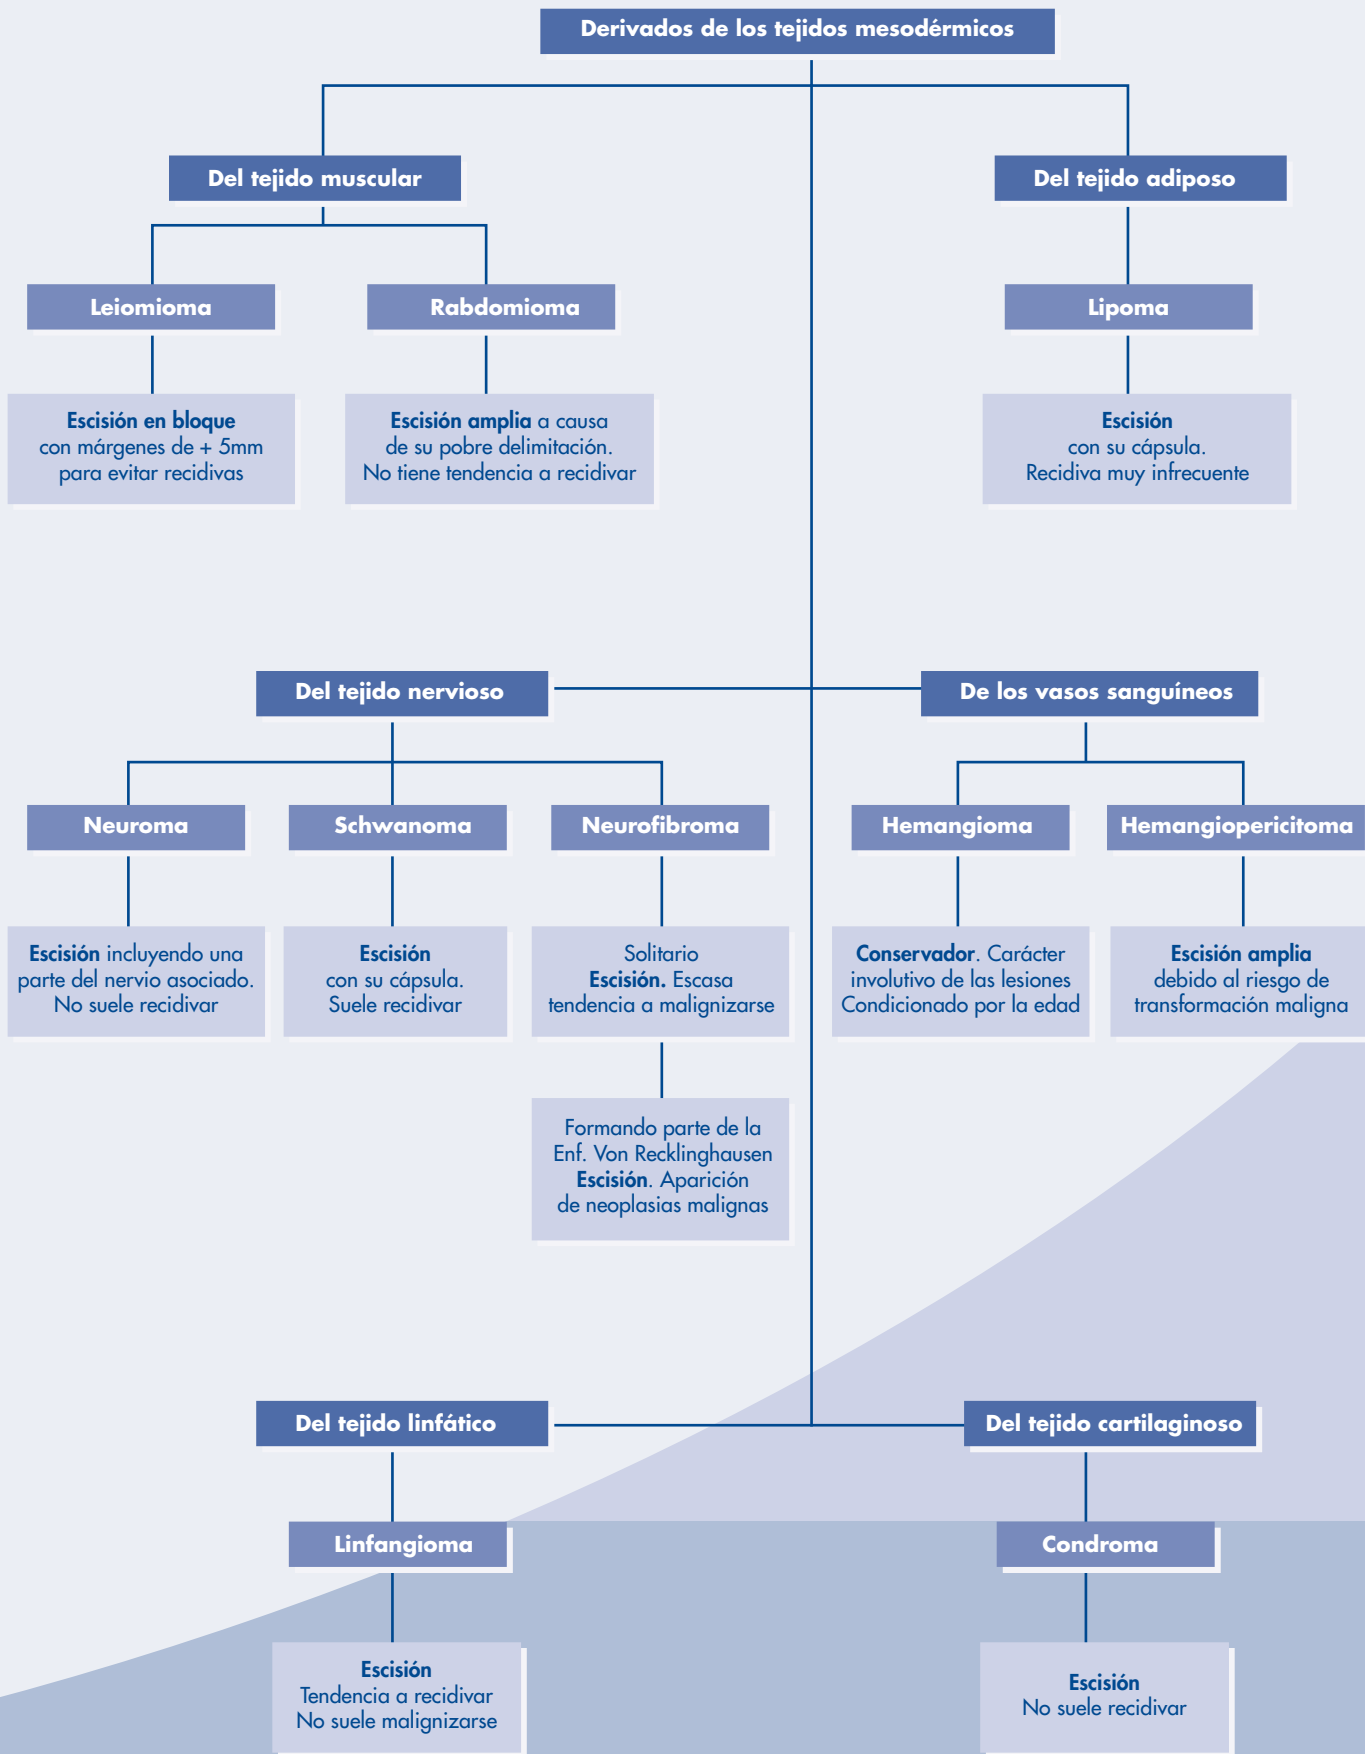 Derivados de los tejidos mesodérmicos
Del tejido muscular
Del tejido adiposo
Leiomioma
Rabdomioma
Lipoma
Escisión en bloque
con márgenes de + 5mm
para evitar recidivas
Escisión amplia a causa
de su pobre delimitación.
No tiene tendencia a recidivar
Escisión
con su cápsula.
Recidiva muy infrecuente
Del tejido nervioso
De los vasos sanguíneos
Neuroma
Schwanoma
Neurofibroma
Hemangioma
Hemangiopericitoma
Escisión incluyendo una
parte del nervio asociado.
No suele recidivar
Escisión
con su cápsula.
Suele recidivar
Solitario
Escisión. Escasa
tendencia a malignizarse
Conservador. Carácter
involutivo de las lesiones
Condicionado por la edad
Escisión amplia
debido al riesgo de
transformación maligna
Formando parte de la
Enf. Von Recklinghausen
Escisión. Aparición
de neoplasias malignas
Del tejido linfático
Del tejido cartilaginoso
Linfangioma
Condroma
Escisión
Tendencia a recidivar
No suele malignizarse
Escisión
No suele recidivar